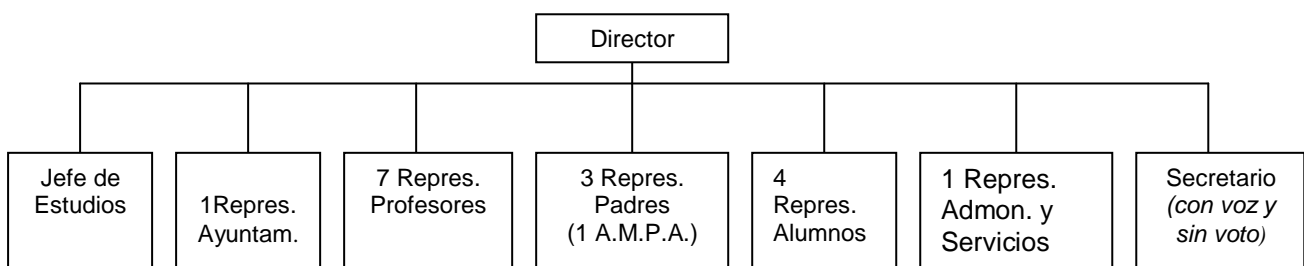 Director
Jefe de
Estudios
1Repres.
Ayuntam.
7 Repres.
Profesores
3 Repres.
Padres
(1 A.M.P.A.)
4
Repres.
Alumnos
1 Repres.
Admon. y
Servicios
Secretario
(con voz y
sin voto)